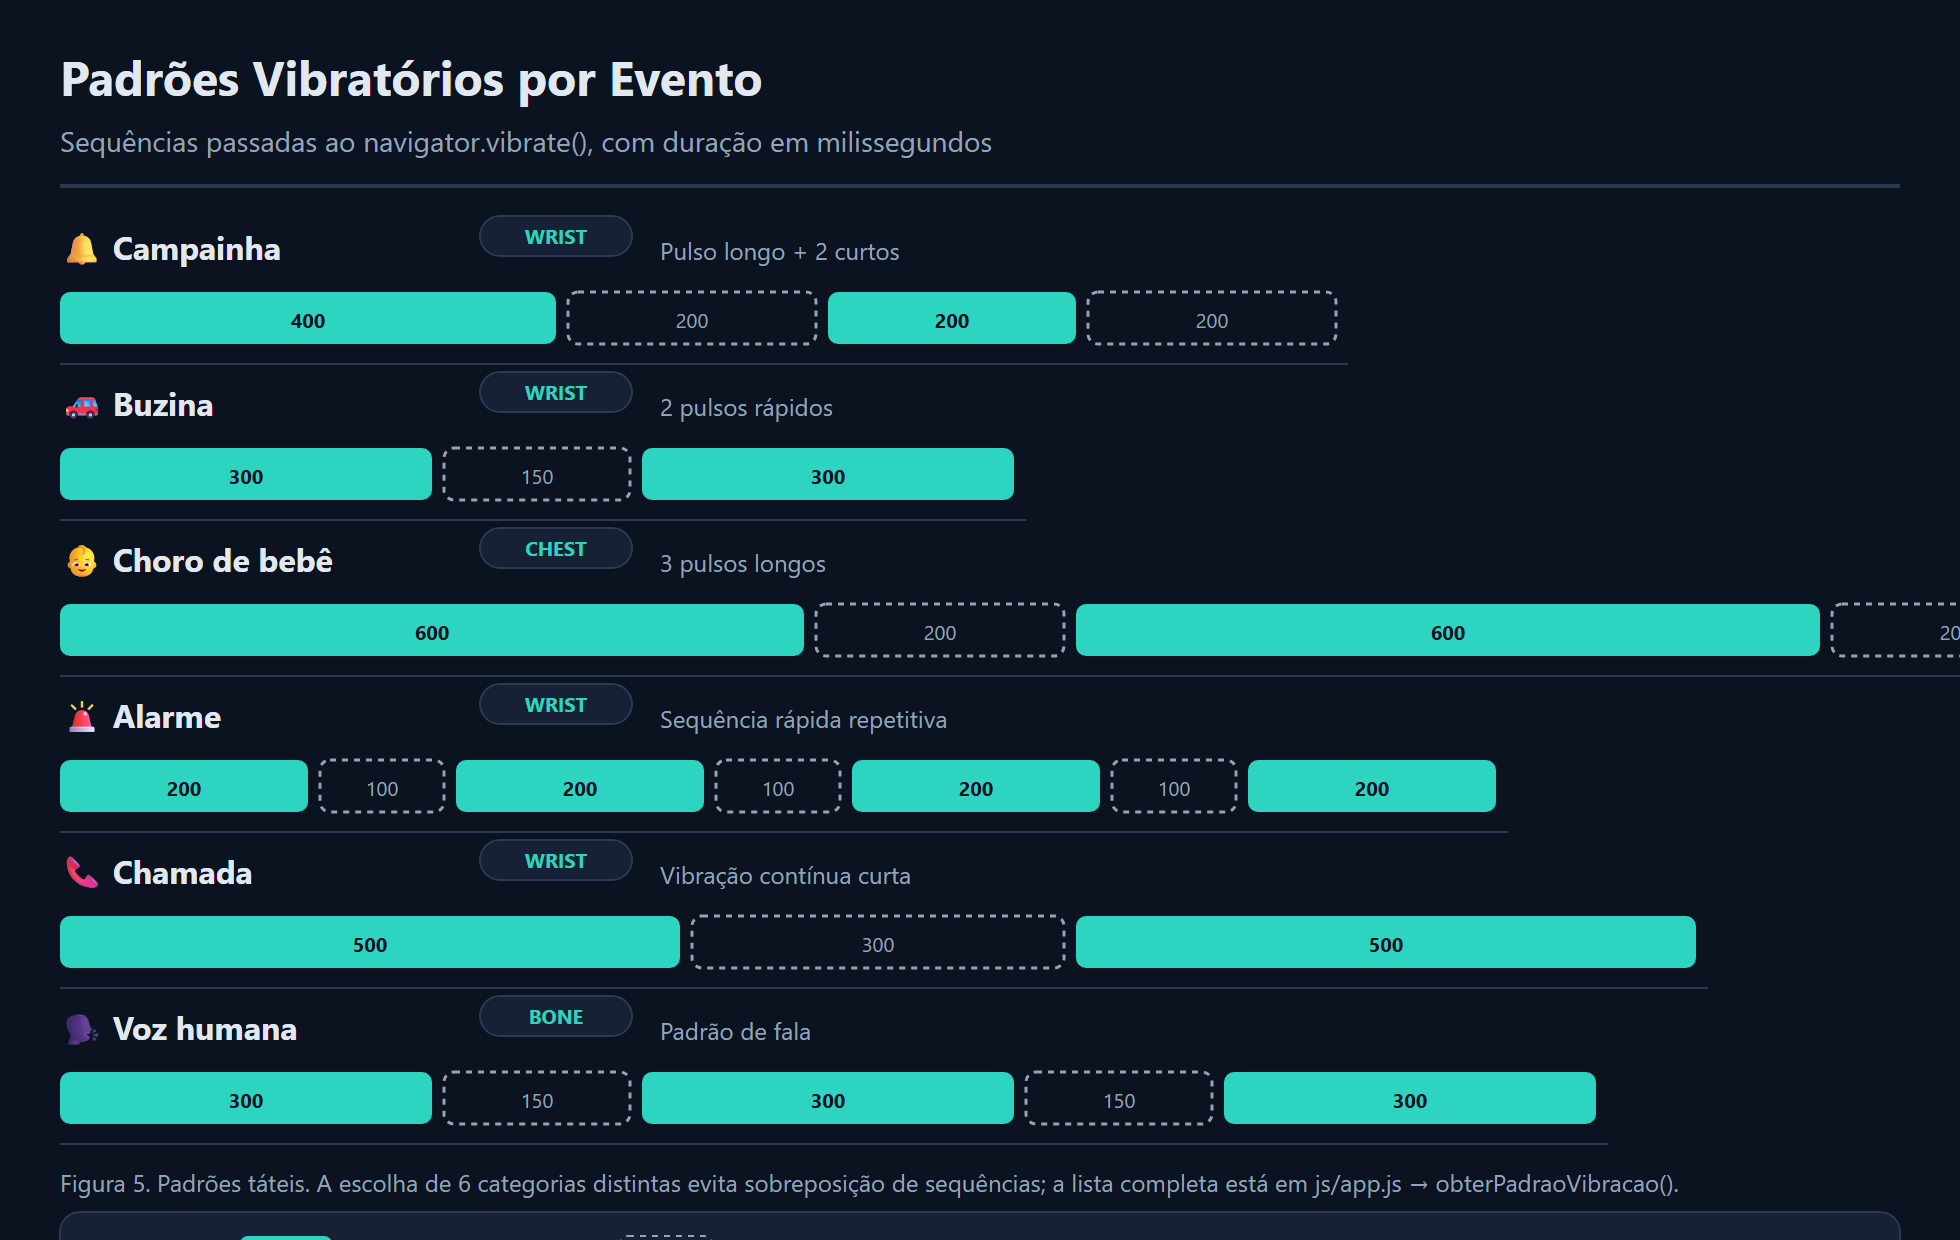 Padrões Vibratórios por Evento
Sequências passadas ao navigator.vibrate(), com duração em milissegundos
Campainha WRIST Pulso longo + 2 curtos
400 200 200 200
Buzina WRIST 2 pulsos rápidos
300 150 300
Choro de bebê CHEST 3 pulsos longos
600 200 600
Alarme WRIST Sequência rápida repetitiva
200 100 200 100 200 100 200
Chamada WRIST Vibração contínua curta
500 300 500
Voz humana BONE Padrão de fala
300 150 300 150 300
Figura 5. Padrões táteis. A escolha de 6 categorias distintas evita sobreposição de sequências; a lista completa está em js/app.js → obterPadraoVibracao().